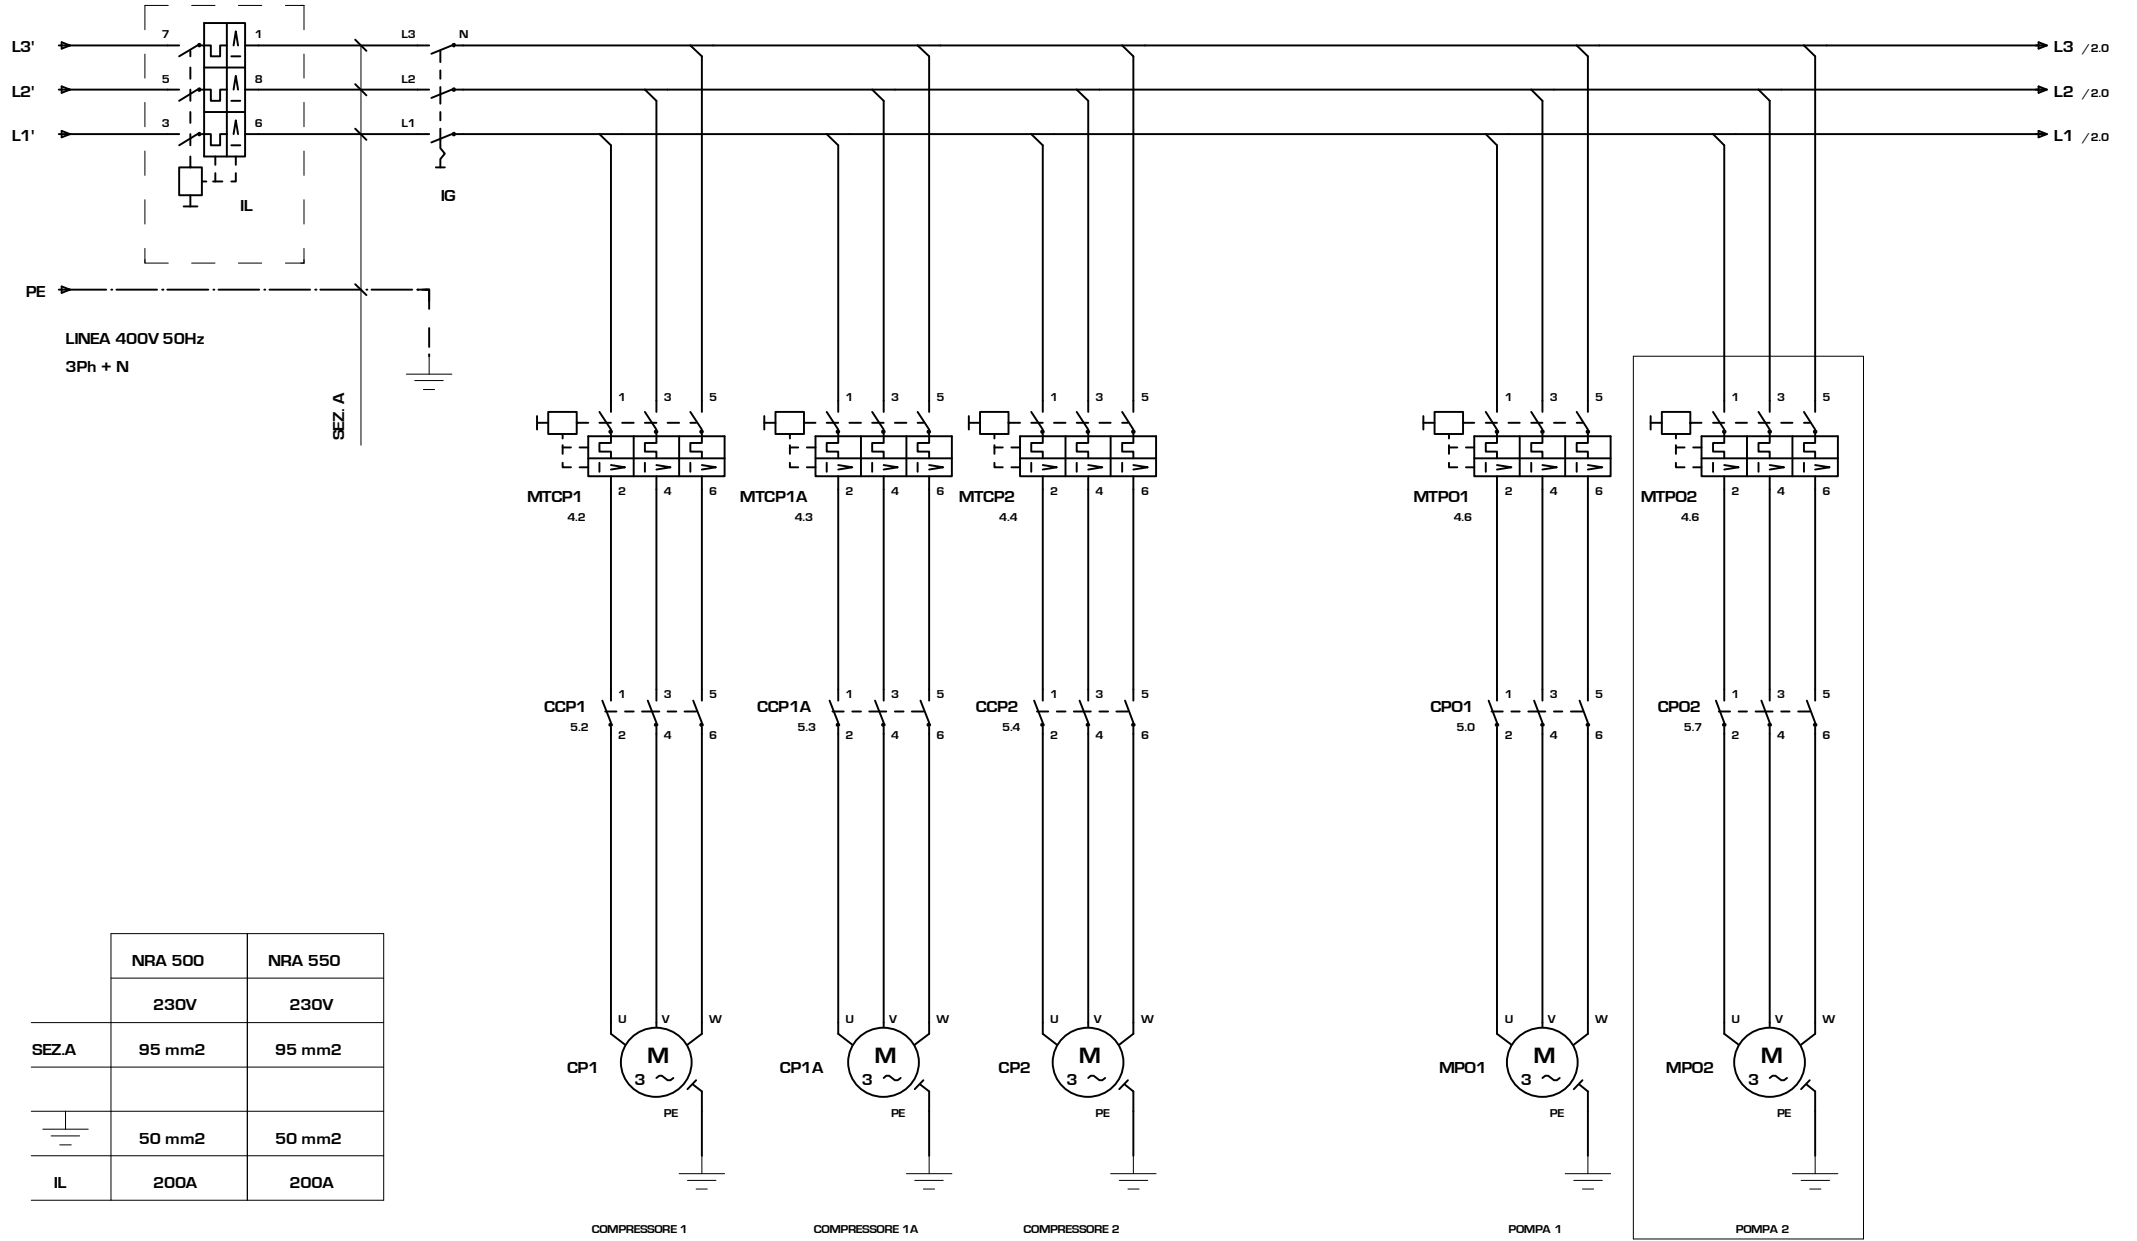 L3' 7 1 L3 N L3 /2.0
L2' 5 8 L2 L2 /2.0
L1' 3 6 L1 L1 /2.0
IL
IG
PE
LINEA 400V 50Hz
3Ph + N
SEZ. A
1 3 5 1 3 5 1 3 5 1 3 5 1 3 5
I > I > I > I > I > I > I > I > I > I > I > I > I > I > I >
2 4 6 2 4 6 2 4 6 2 4 6 2 4 6
MTCP1 MTCP1A MTCP2 MTPO1 MTPO2
4.2 4.3 4.4 4.6 4.6
1 3 5 1 3 5 1 3 5 1 3 5 1 3 5
CCP1 CCP1A CCP2 CPO1 CPO2
5.2 5.3 5.4 5.0 5.7
2 4 6 2 4 6 2 4 6 2 4 6 2 4 6
U V W U V W U V W U V W U V W
M M M M M
CP1 CP1A CP2 MPO1 MPO2
3 ~ 3 ~ 3 ~ 3 ~ 3 ~
PE PE PE PE PE
COMPRESSORE 1 COMPRESSORE 1A COMPRESSORE 2 POMPA 1 POMPA 2
NRA 500 NRA 550
230V 230V
SEZ.A 95 mm2 95 mm2
50 mm2 50 mm2
IL 200A 200A